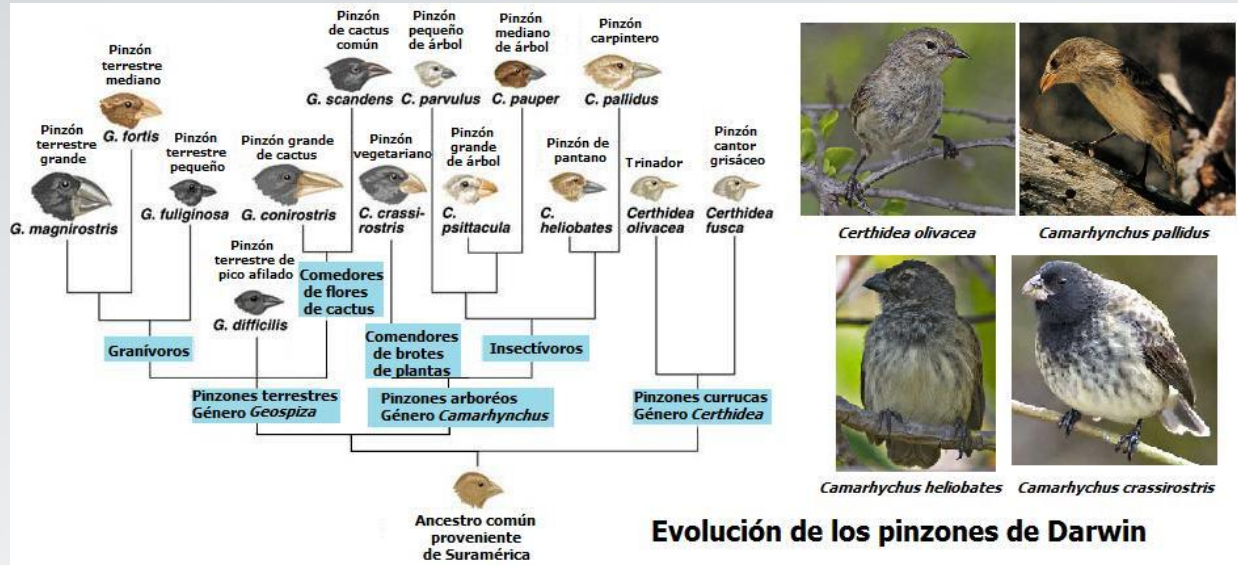 Pinzón
de cactus
común
G. scandens
Pinzón
pequeño
de árbol
C. parvulus
Pinzón
mediano
de árbol
C. pauper
Pinzón
carpintero
C. pallidus
Pinzón
terrestre
mediano
G. fortis
Pinzón
terrestre
grande
G. magnirostris
Pinzón
terrestre
pequeño
G. fuliginosa
Pinzón grande
de cactus
G. conirostris
Pinzón
vegetariano
C. crassi-
rostris
Pinzón
grande
de árbol
C.
psittacula
Pinzón de
pantano
C.
heliobates
Trinador
Certhidea
olivacea
Pinzón
cantor
grisáceo
Certhidea
fusca
Pinzón
terrestre de
pico afilado
G. difficilis
Comedores
de flores
de cactus
Granívoros
Comendores
de brotes
de plantas
Insectívoros
Pinzones terrestres
Género Geospiza
Pinzones arboréos
Género Camarhynchus
Pinzones currucas
Género Certhidea
Ancestro común
proveniente
de Suramérica
Certhidea olivacea
Camarhynchus pallidus
Camarhychus heliobates
Camarhychus crassirostris
Evolución de los pinzones de Darwin